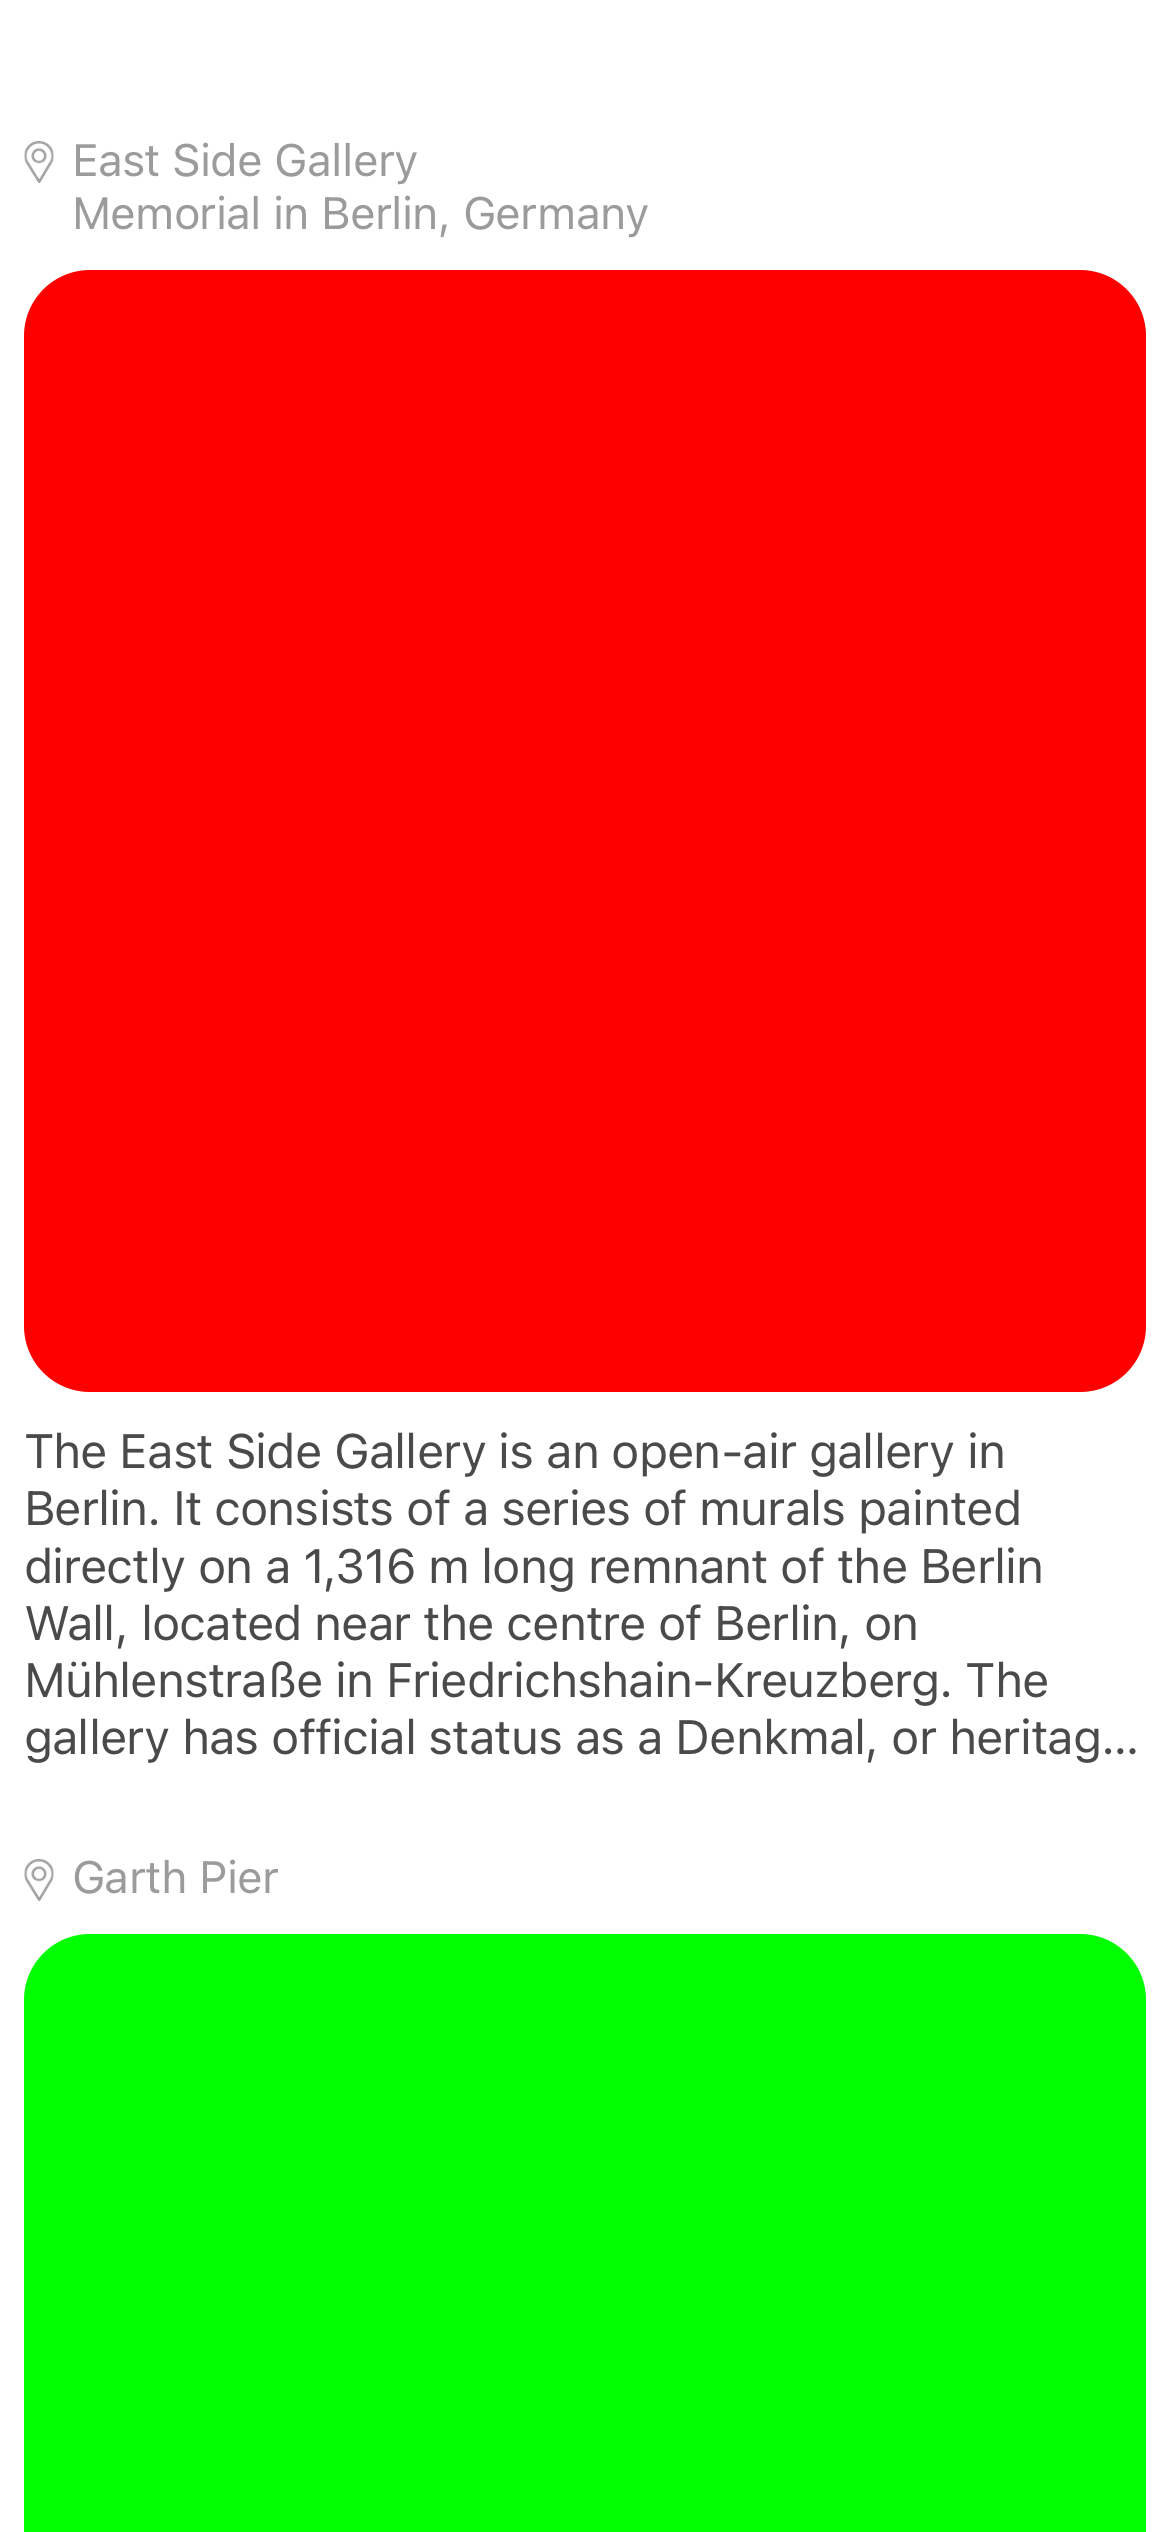 East Side Gallery
Memorial in Berlin, Germany
The East Side Gallery is an open-air gallery in
Berlin. It consists of a series of murals painted
directly on a 1,316 m long remnant of the Berlin
Wall, located near the centre of Berlin, on
Mühlenstraße in Friedrichshain-Kreuzberg. The
gallery has official status as a Denkmal, or heritag...
Garth Pier